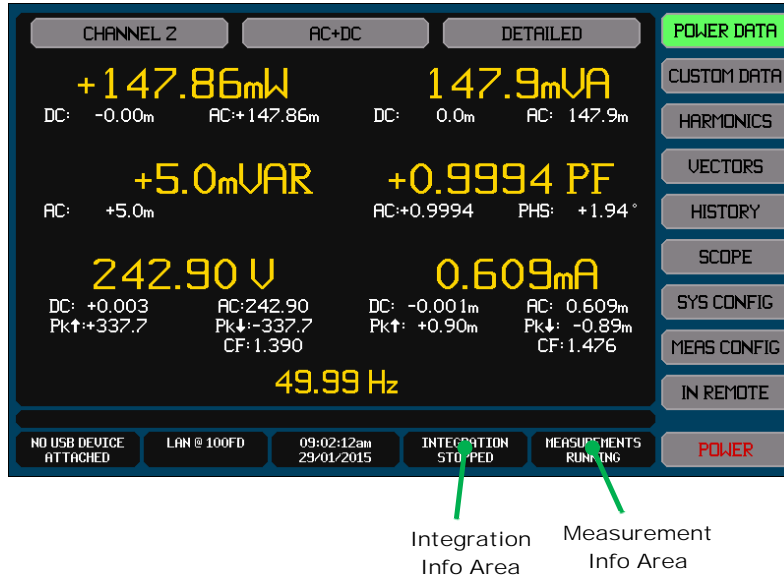 CHANNEL 2 AC+DC DETAILED POWER DATA
CUSTOM DATA
+147.86mW 147.9mVA
DC: -0.00m AC:+147.86m DC: 0.0m AC: 147.9m
HARMONICS
VECTORS
+5.0mVAR +0.9994 PF
AC: +5.0m AC:+0.9994 PHS: +1.94°
HISTORY
SCOPE
242.90 V 0.609mA
DC: +0.003 AC:242.90 DC: -0.001m AC: 0.609m
SYS CONFIG
Pk↑:+337.7 Pk↓:-337.7 Pk↑: +0.90m Pk↓: -0.89m
CF:1.390 CF:1.476
MEAS CONFIG
49.99 Hz
IN REMOTE
NO USB DEVICE LAN @ 100FD 09:02:12am INTEGRATION MEASUREMENTS
ATTACHED 29/01/2015 STOPPED RUNNING
POWER
Integration Measurement
Info Area Info Area